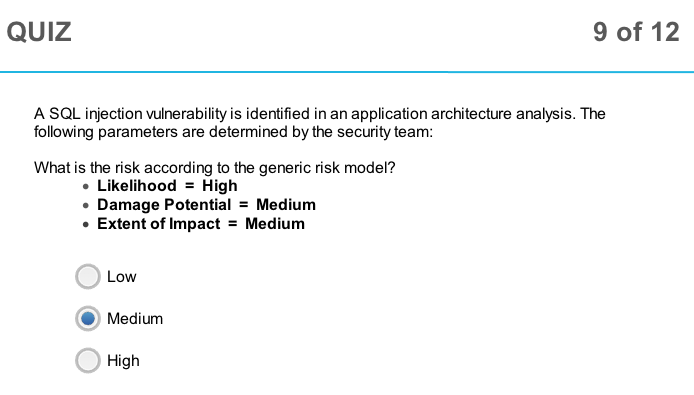 QUIZ
9 of 12
A SQL injection vulnerability is identified in an application architecture analysis. The
following parameters are determined by the security team:
What is the risk according to the generic risk model?
• Likelihood = High
• Damage Potential = Medium
• Extent of Impact = Medium
Low
Medium
High